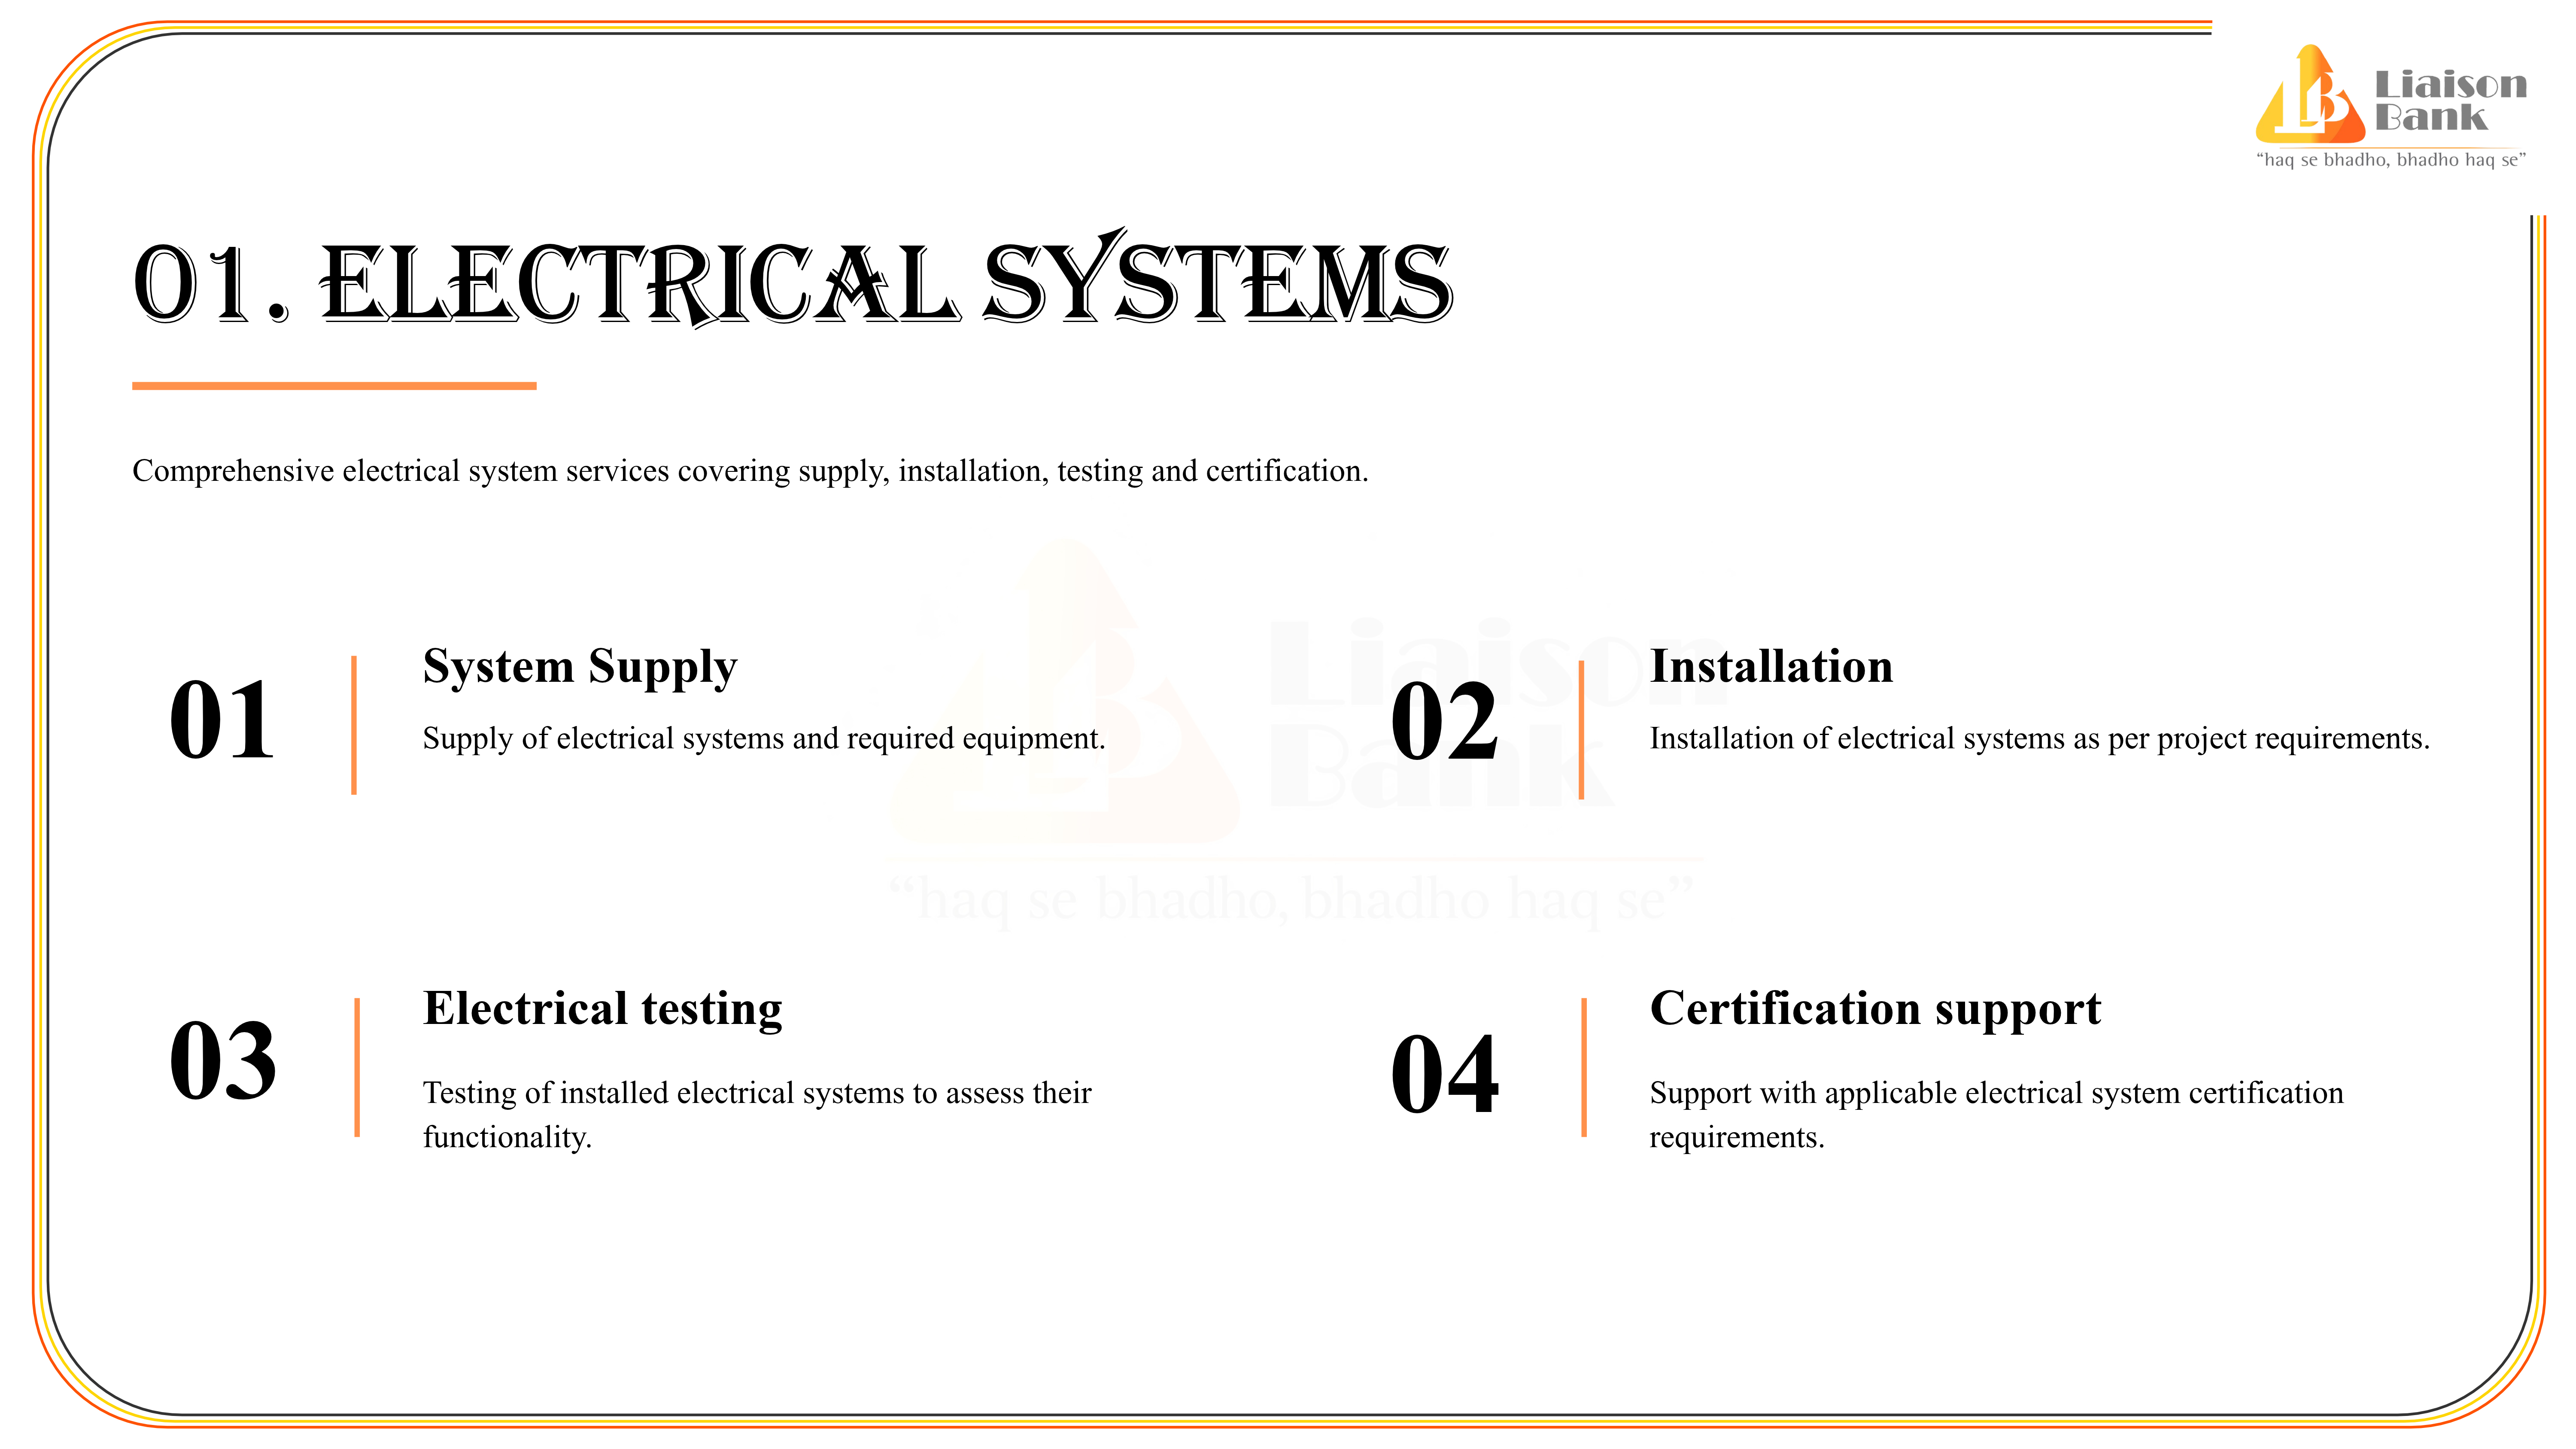 Liaison
Bank
“haq se bhadho, bhadho haq se”
01. ELECTRICAL SYSTEMS
Comprehensive electrical system services covering supply, installation, testing and certification.
01
System Supply
Supply of electrical systems and required equipment.
02
Installation
Installation of electrical systems as per project requirements.
Liaison
Bank
“haq se bhadho, bhadho haq se”
03
Electrical testing
Testing of installed electrical systems to assess their
functionality.
04
Certification support
Support with applicable electrical system certification
requirements.